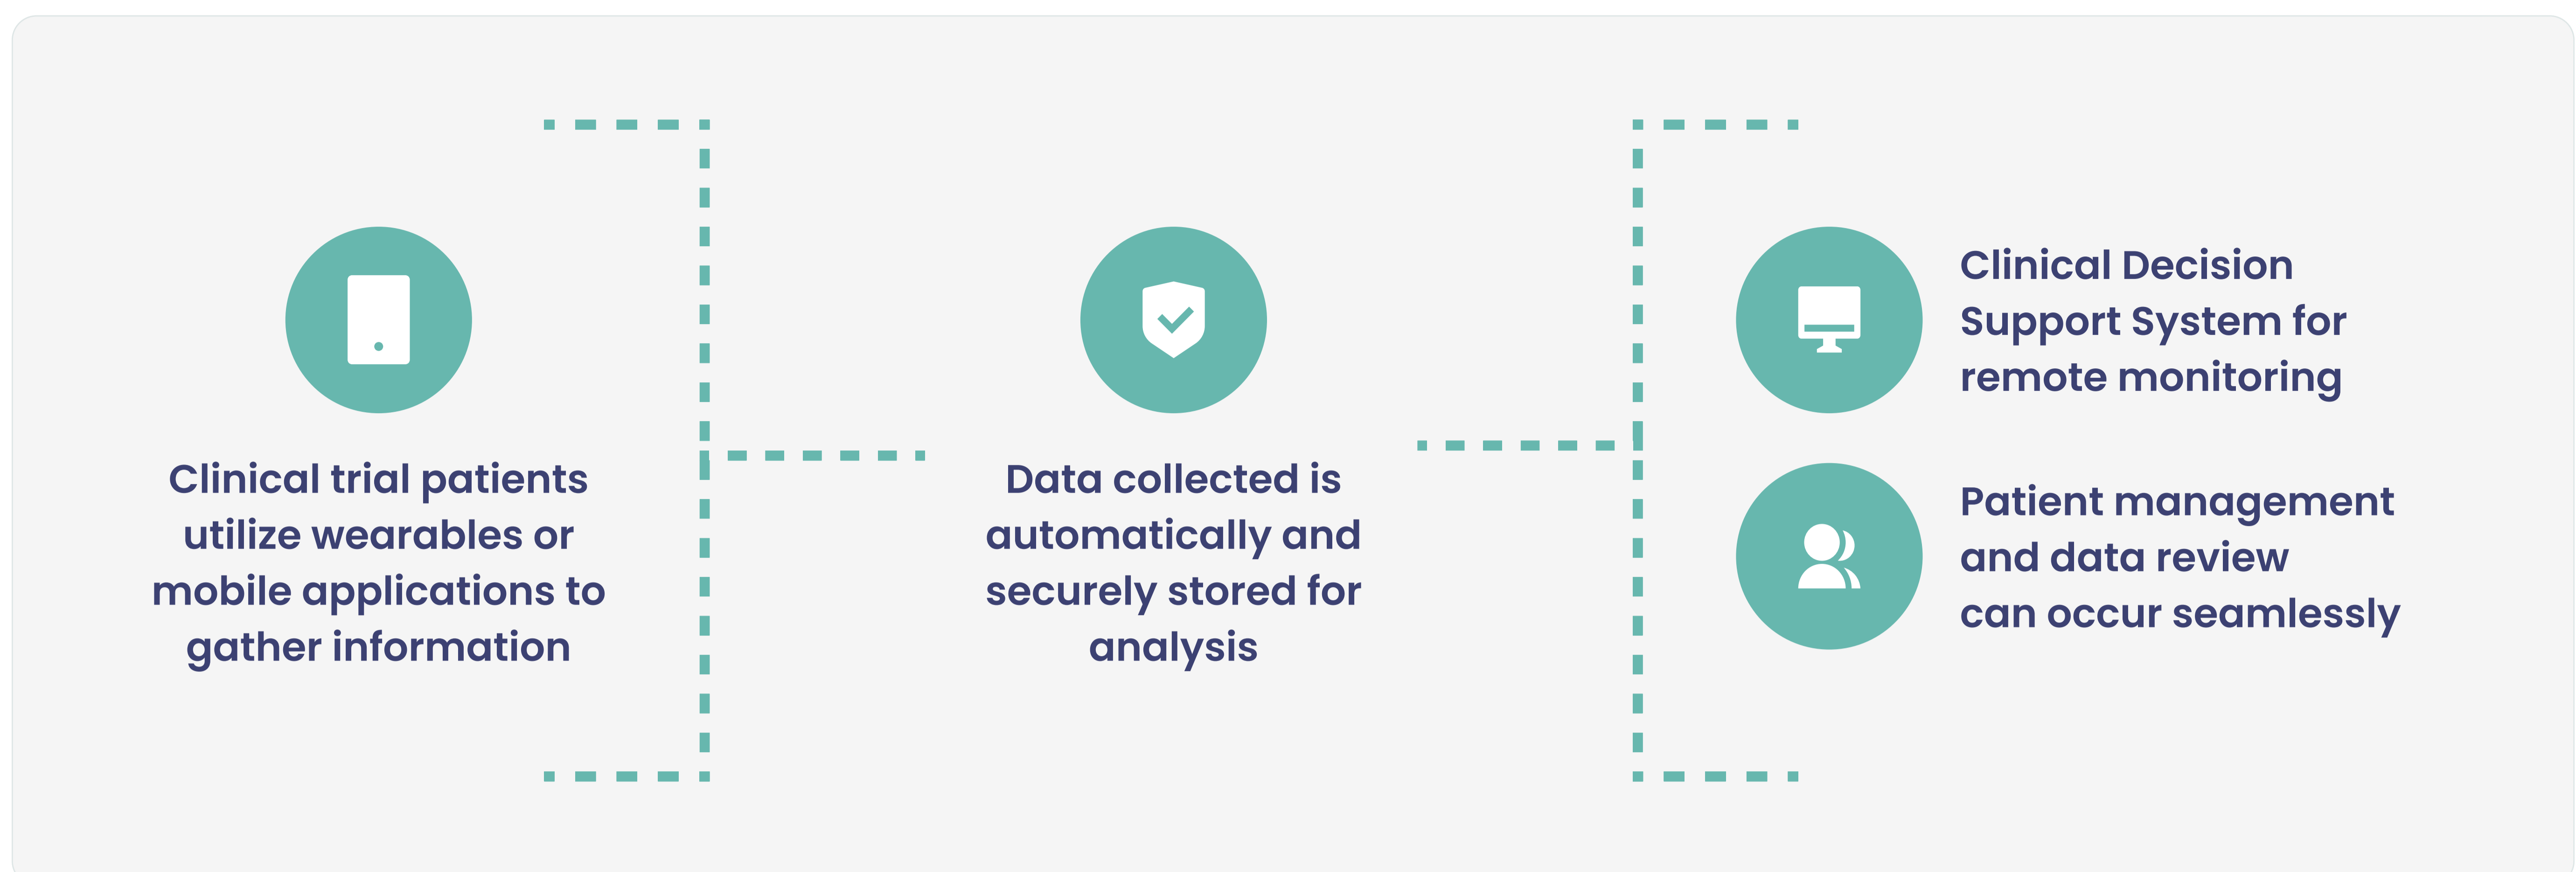 Clinical trial patients
utilize wearables or
mobile applications to
gather information
Data collected is
automatically and
securely stored for
analysis
Clinical Decision
Support System for
remote monitoring
Patient management
and data review
can occur seamlessly